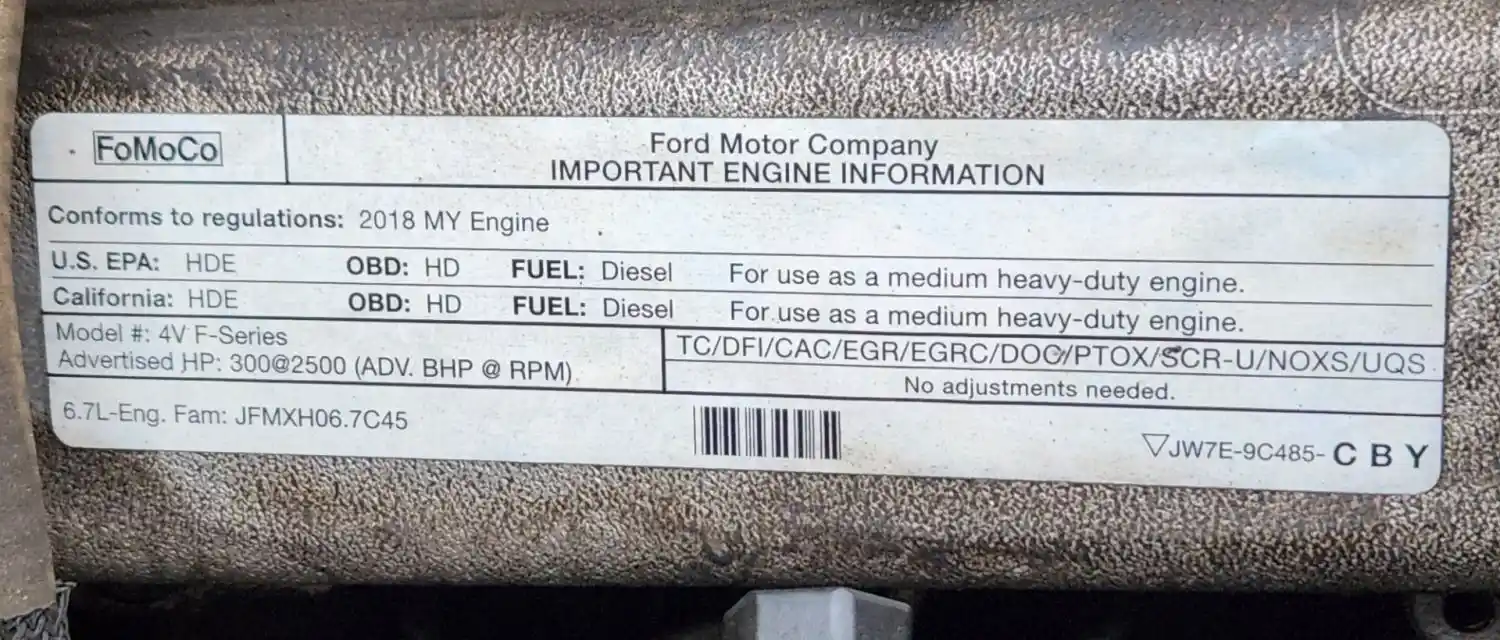 FoMoCo
Ford Motor Company
IMPORTANT ENGINE INFORMATION
Conforms to regulations: 2018 MY Engine
U.S. EPA: HDE OBD: HD FUEL: Diesel For use as a medium heavy-duty engine.
California: HDE OBD: HD FUEL: Diesel For use as a medium heavy-duty engine.
Model #: 4V F-Series
Advertised HP: 300@2500 (ADV. BHP @ RPM)
TC/DFI/CAC/EGR/EGRC/DOC/PTOX/SCR-U/NOXS/UQS
No adjustments needed.
6.7L-Eng. Fam: JFMXH06.7C45
▽JW7E-9C485- C B Y